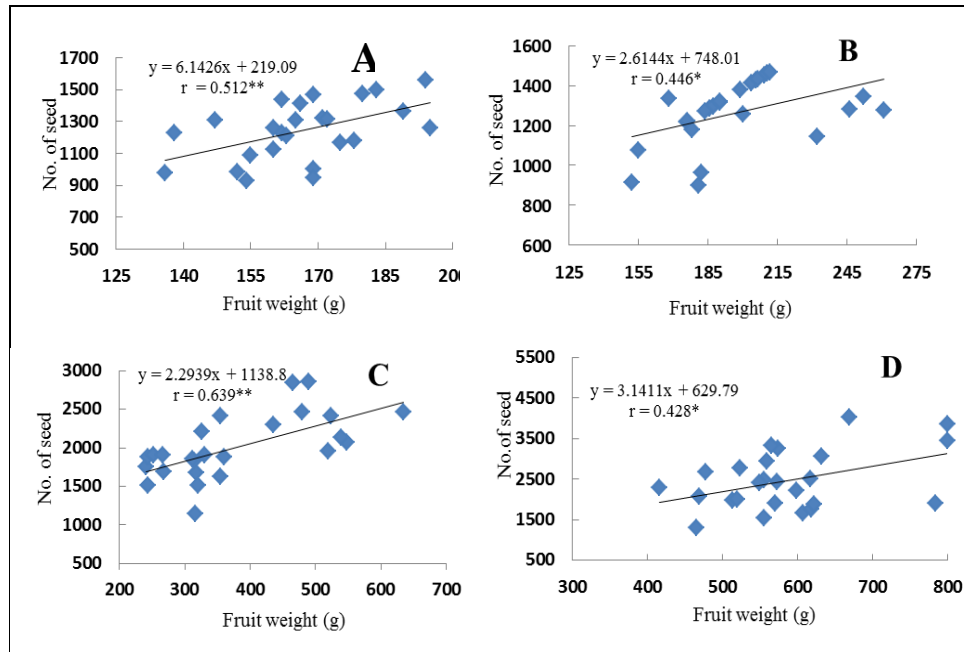 A
y = 6.1426x + 219.09
r = 0.512**
No. of seed
1700
1500
1300
1100
900
700
500
125 140 155 170 185 200
Fruit weight (g)
B
y = 2.6144x + 748.01
r = 0.446*
No. of seed
1600
1400
1200
1000
800
600
125 155 185 215 245 275
Fruit weight (g)
C
y = 2.2939x + 1138.8
r = 0.639**
No. of seed
3000
2500
2000
1500
1000
500
0
200 300 400 500 600 700
Fruit weight (g)
D
y = 3.1411x + 629.79
r = 0.428*
No.of seed
5500
4500
3500
2500
1500
500
300 400 500 600 700 800
Fruit weight (g)